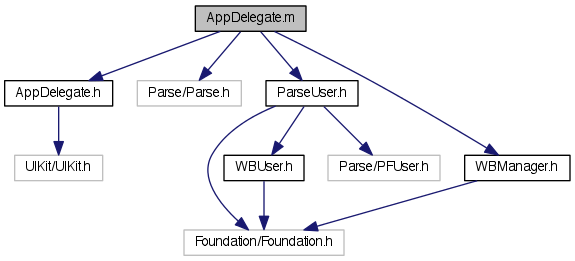 AppDelegate.m
AppDelegate.h
Parse/Parse.h
ParseUser.h
UIKit/UIKit.h
WBUser.h
Parse/PFUser.h
WBManager.h
Foundation/Foundation.h